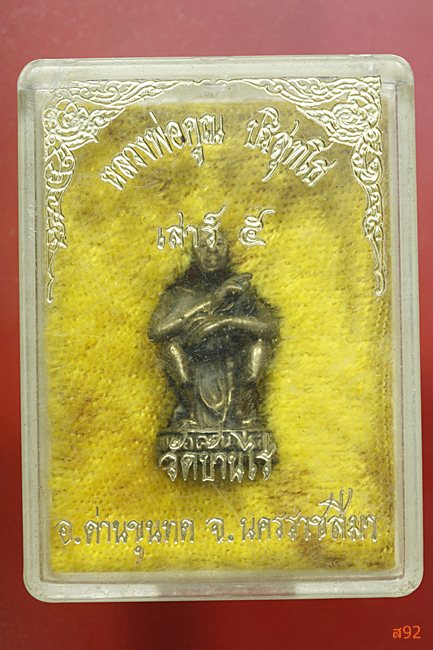 หลวงพ่อคูณ ปริสุทฺโธ
เสาร์ ๕
วัดบ้านไร่
อ.ด่านขุนทด จ.นครราชสีมา
ส92